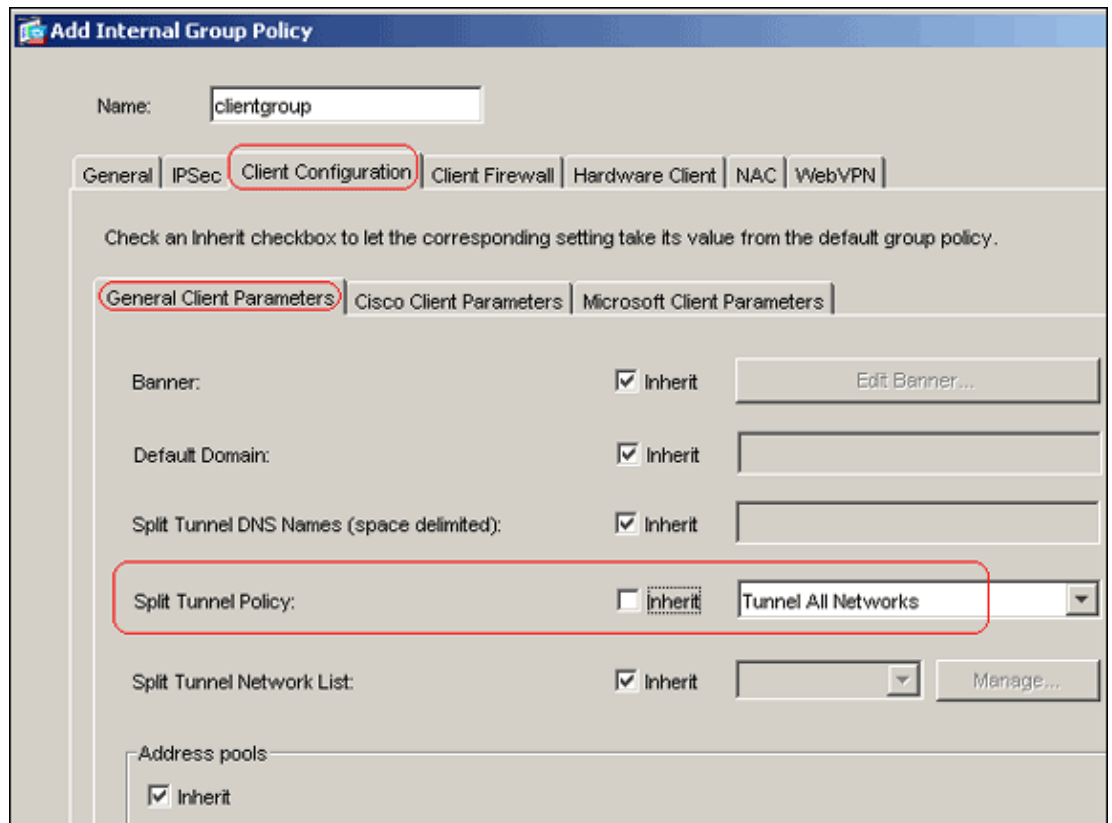 Add Internal Group Policy
Name: clientgroup
General IPSec Client Configuration Client Firewall Hardware Client NAC WebVPN
Check an Inherit checkbox to let the corresponding setting take its value from the default group policy.
General Client Parameters Cisco Client Parameters Microsoft Client Parameters
Banner: Inherit Edit Banner...
Default Domain: Inherit
Split Tunnel DNS Names (space delimited): Inherit
Split Tunnel Policy: Inherit Tunnel All Networks
Split Tunnel Network List: Inherit Manage...
Address pools
Inherit